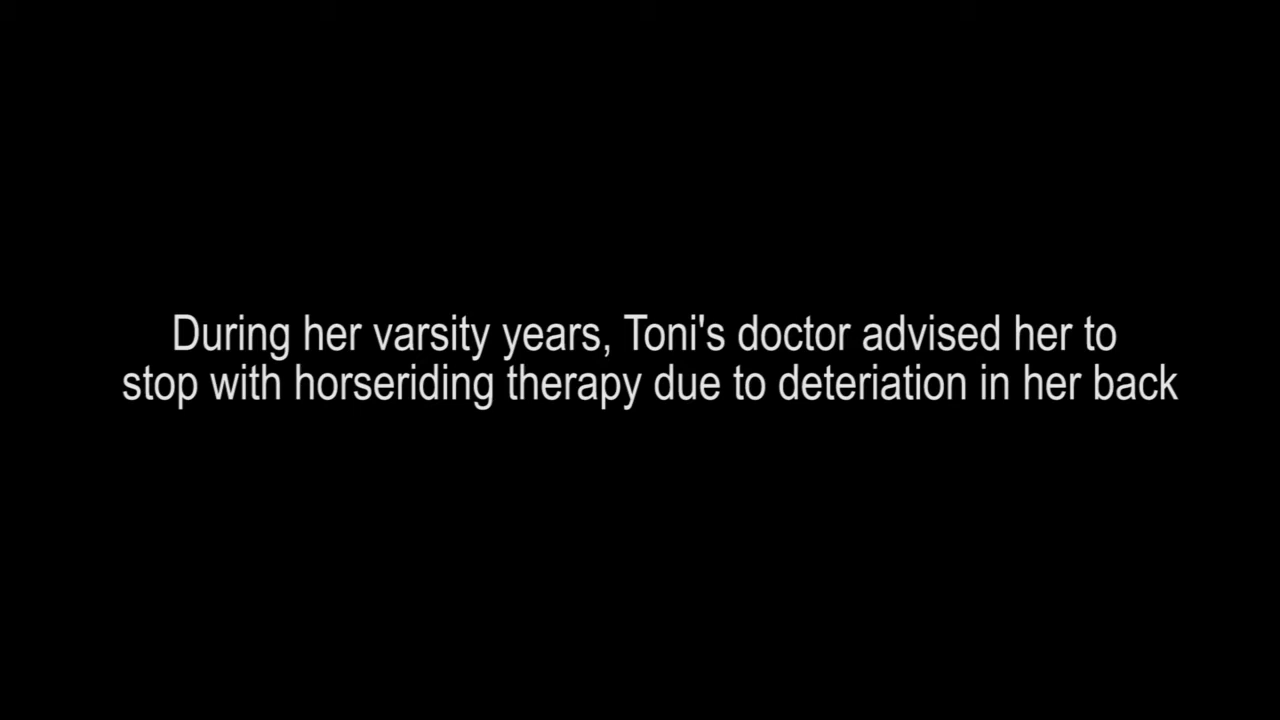 During her varsity years, Toni's doctor advised her to
stop with horseriding therapy due to deteriation in her back